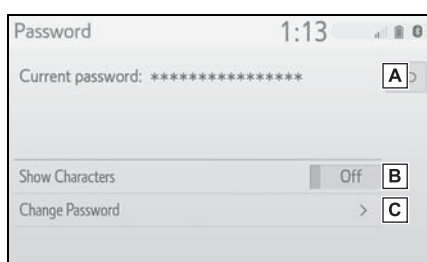 Password 1:13
Current password: **************** A
Show Characters Off B
Change Password > C